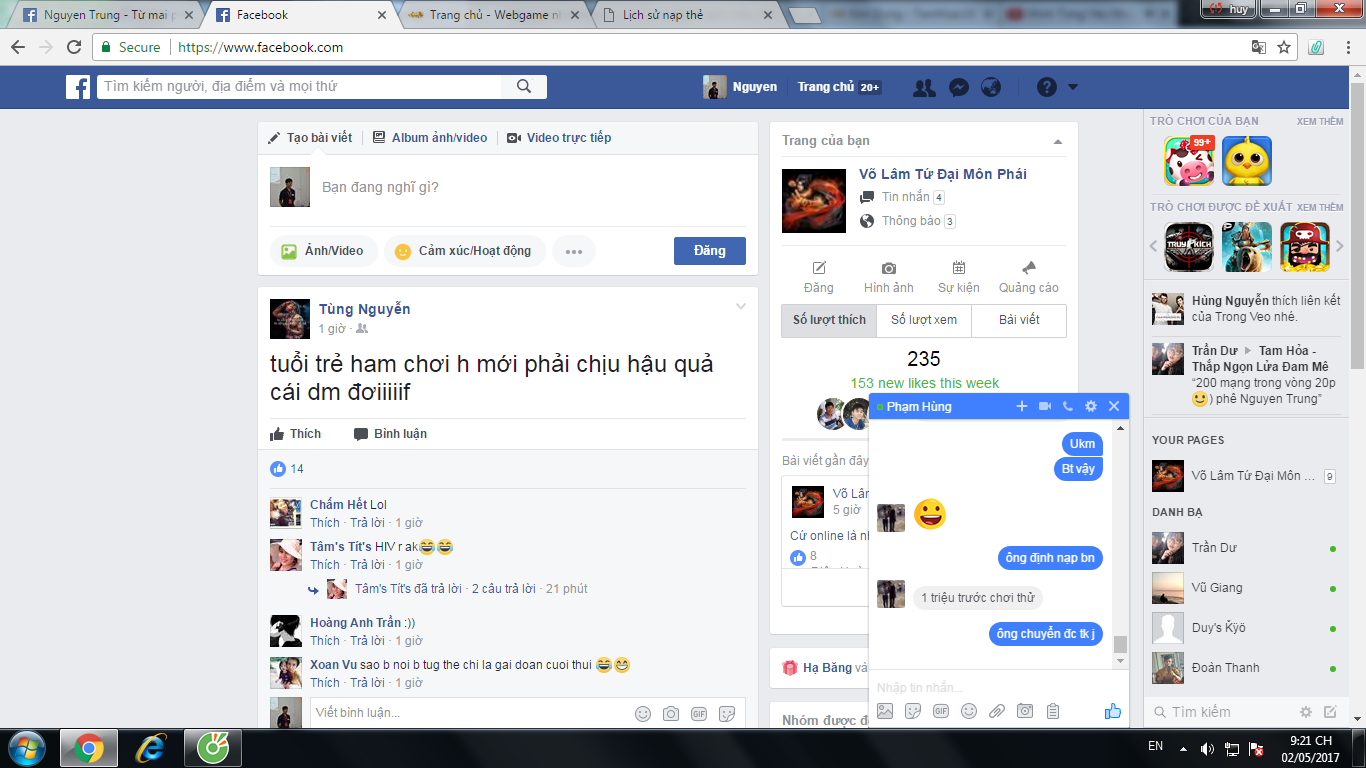 Nguyen Trung - Từ mai p
Facebook
Trang chủ - Webgame nh
Lịch sử nạp thẻ
huy
Secure
https://www.facebook.com
Tìm kiếm người, địa điểm và mọi thứ
Nguyen
Trang chủ 20+
Tạo bài viết
Album ảnh/video
Video trực tiếp
Bạn đang nghĩ gì?
Ảnh/Video
Cảm xúc/Hoạt động
Đăng
Tùng Nguyễn
1 giờ ·
tuổi trẻ ham chơi h mới phải chịu hậu quả
cái dm đơiiiiif
Thích
Bình luận
14
Chấm Hết Lol
Thích · Trả lời · 1 giờ
Tâm's Tít's HIV r ak😂😂
Thích · Trả lời · 1 giờ
Tâm's Tít's đã trả lời · 2 câu trả lời · 21 phút
Hoàng Anh Trần :))
Thích · Trả lời · 1 giờ
Xoan Vu sao b noi b tug the chi la gai doan cuoi thui 😂😁
Thích · Trả lời · 1 giờ
Viết bình luận...
GIF
Trang của bạn
Võ Lâm Tứ Đại Môn Phái
Tin nhắn 4
Thông báo 3
Đăng
Hình ảnh
Sự kiện
Quảng cáo
Số lượt thích
Số lượt xem
Bài viết
235
153 new likes this week
Bài viết gần đây
Võ Lâm
5 giờ
Cứ online là nh
8
Hạ Băng và
Nhóm được đề
Phạm Hùng
Ukm
Bt vậy
😀
ông định nạp bn
1 triệu trước chơi thử
ông chuyển đc tk j
Nhập tin nhắn...
GIF
TRÒ CHƠI CỦA BẠN
XEM THÊM
99+
TRÒ CHƠI ĐƯỢC ĐỀ XUẤT
XEM THÊM
TRUY KÍCH
Hùng Nguyễn thích liên kết
của Trong Veo nhé.
Trần Dư ▶ Tam Hỏa -
Thắp Ngọn Lửa Đam Mê
“200 mạng trong vòng 20p
🙂) phê Nguyen Trung”
YOUR PAGES
Võ Lâm Tứ Đại Môn ...
9
DANH BẠ
Trần Dư
Vũ Giang
Duy's Ǩÿö
Đoàn Thanh
Tìm kiếm
EN
9:21 CH
02/05/2017